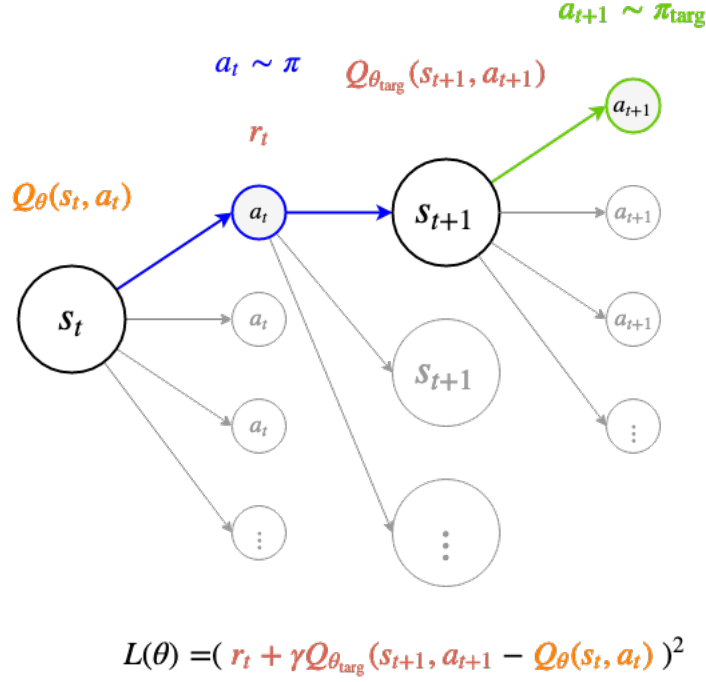 a_{t+1} ∼ π_targ
a_t ∼ π
Q_{θ_targ}(s_{t+1}, a_{t+1})
a_{t+1}
r_t
Q_θ(s_t, a_t)
a_t
s_{t+1}
a_{t+1}
s_t
a_t
a_{t+1}
s_{t+1}
a_t
⋮
⋮
⋮
L(θ) =( r_t + γQ_{θ_targ}(s_{t+1}, a_{t+1} − Q_θ(s_t, a_t) )^2